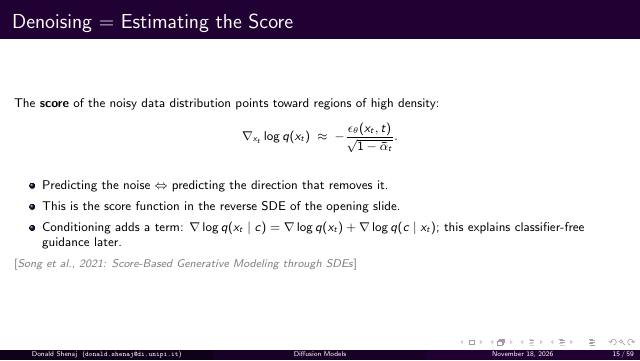 Denoising = Estimating the Score
The score of the noisy data distribution points toward regions of high density:
∇_{x_t} log q(x_t) ≈ − ε_θ(x_t, t) / √(1 − ᾱ_t).
Predicting the noise ⇔ predicting the direction that removes it.
This is the score function in the reverse SDE of the opening slide.
Conditioning adds a term: ∇ log q(x_t | c) = ∇ log q(x_t) + ∇ log q(c | x_t); this explains classifier-free
guidance later.
[Song et al., 2021: Score-Based Generative Modeling through SDEs]
Donald Shenaj (donald.shenaj@di.unipi.it) Diffusion Models November 18, 2026 15 / 59